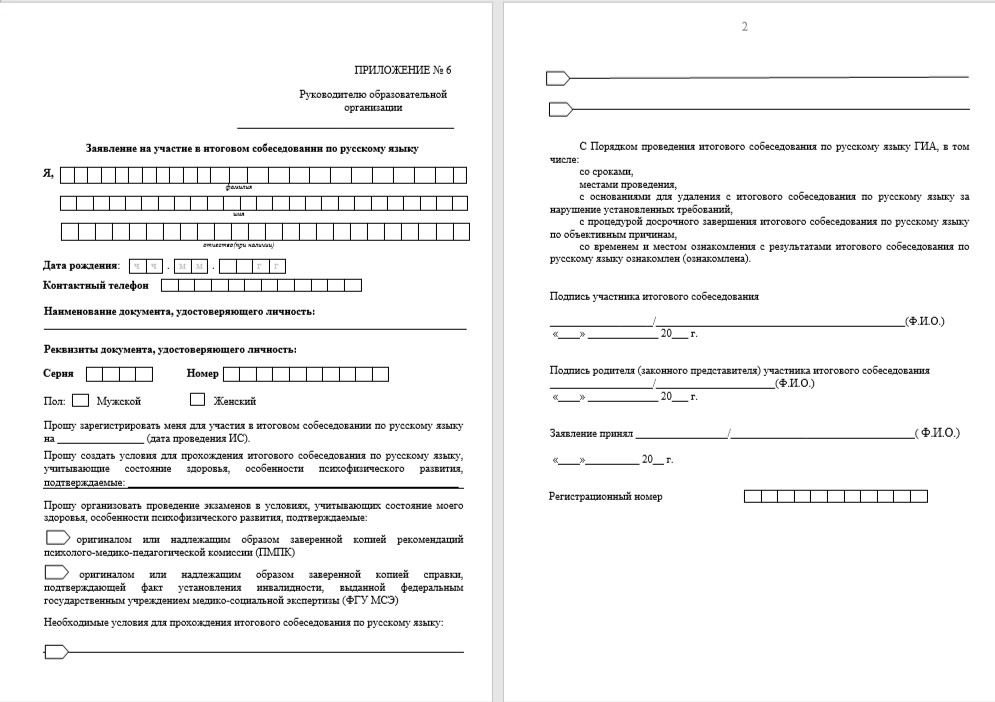 ПРИЛОЖЕНИЕ № 6
Руководителю образовательной
организации
Заявление на участие в итоговом собеседовании по русскому языку
Я,
фамилия
имя
отчество(при наличии)
Дата рождения: ч ч . м м . г г
Контактный телефон
Наименование документа, удостоверяющего личность:
Реквизиты документа, удостоверяющего личность:
Серия Номер
Пол: Мужской Женский
Прошу зарегистрировать меня для участия в итоговом собеседовании по русскому языку
на ________________ (дата проведения ИС).
Прошу создать условия для прохождения итогового собеседования по русскому языку,
учитывающие состояние здоровья, особенности психофизического развития,
подтверждаемые:
Прошу организовать проведение экзаменов в условиях, учитывающих состояние моего
здоровья, особенности психофизического развития, подтверждаемые:
оригиналом или надлежащим образом заверенной копией рекомендаций
психолого-медико-педагогической комиссии (ПМПК)
оригиналом или надлежащим образом заверенной копией справки,
подтверждающей факт установления инвалидности, выданной федеральным
государственным учреждением медико-социальной экспертизы (ФГУ МСЭ)
Необходимые условия для прохождения итогового собеседования по русскому языку:
2
С Порядком проведения итогового собеседования по русскому языку ГИА, в том
числе:
со сроками,
местами проведения,
с основаниями для удаления с итогового собеседования по русскому языку за
нарушение установленных требований,
с процедурой досрочного завершения итогового собеседования по русскому языку
по объективным причинам,
со временем и местом ознакомления с результатами итогового собеседования по
русскому языку ознакомлен (ознакомлена).
Подпись участника итогового собеседования
___________________/______________________________________________(Ф.И.О.)
«____» _____________ 20___ г.
Подпись родителя (законного представителя) участника итогового собеседования
___________________/______________________(Ф.И.О.)
«____» _____________ 20___ г.
Заявление принял _________________/__________________________________( Ф.И.О.)
«____»__________ 20__ г.
Регистрационный номер